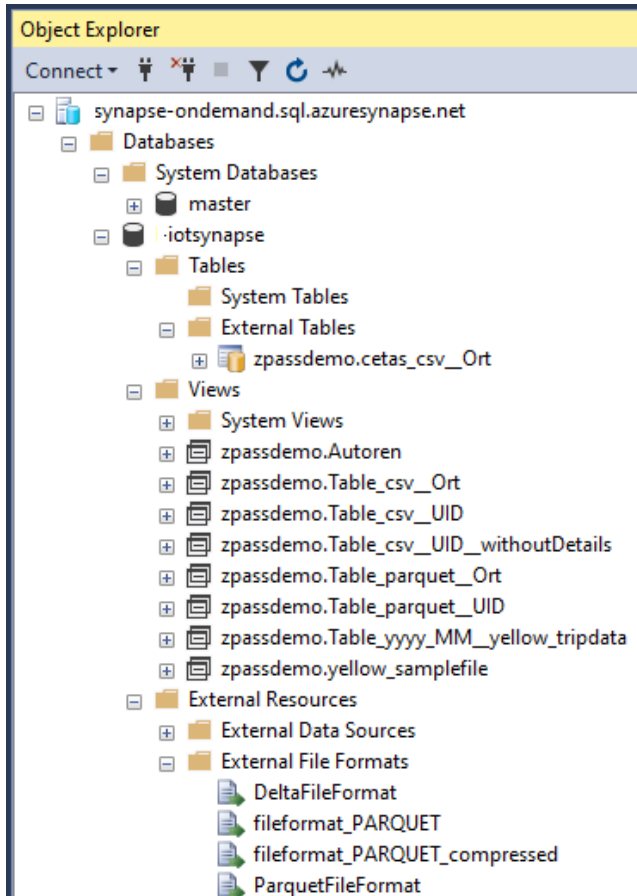 Object Explorer
Connect
synapse-ondemand.sql.azuresynapse.net
Databases
System Databases
master
-iotsynapse
Tables
System Tables
External Tables
zpassdemo.cetas_csv__Ort
Views
System Views
zpassdemo.Autoren
zpassdemo.Table_csv__Ort
zpassdemo.Table_csv__UID
zpassdemo.Table_csv__UID__withoutDetails
zpassdemo.Table_parquet__Ort
zpassdemo.Table_parquet__UID
zpassdemo.Table_yyyy_MM__yellow_tripdata
zpassdemo.yellow_samplefile
External Resources
External Data Sources
External File Formats
DeltaFileFormat
fileformat_PARQUET
fileformat_PARQUET_compressed
ParquetFileFormat